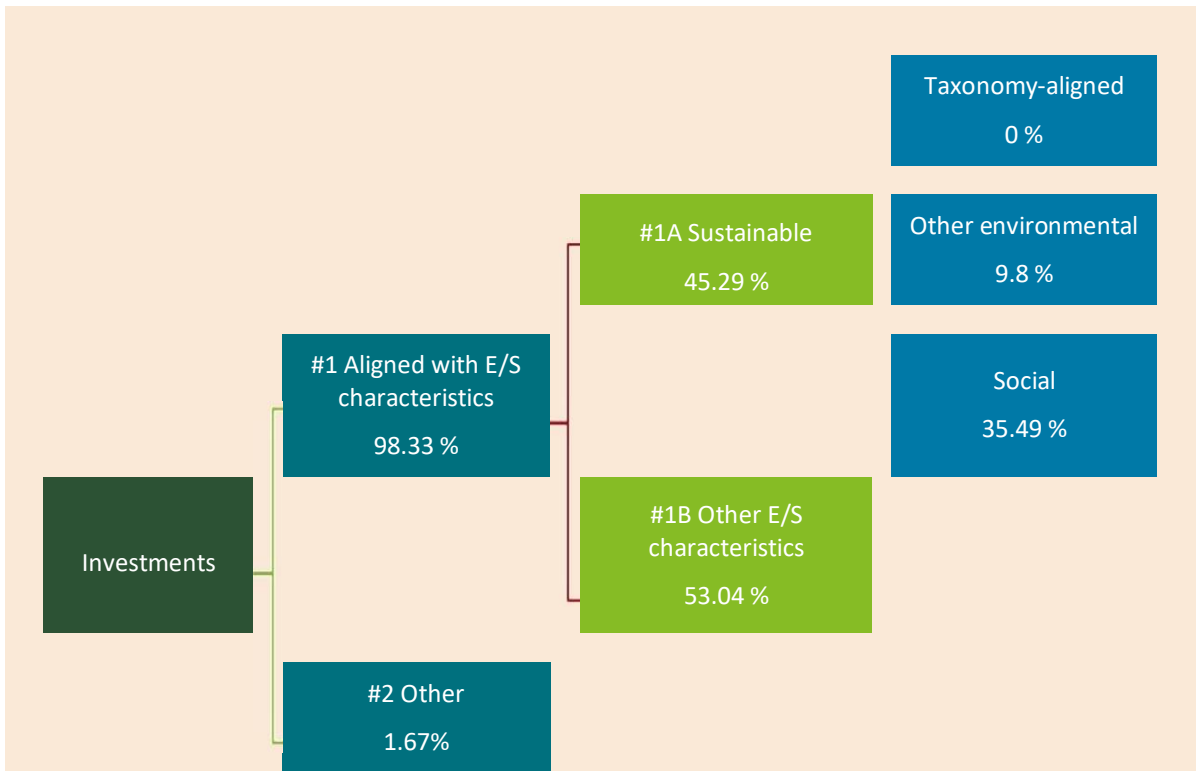 Taxonomy-aligned
0 %
#1A Sustainable
45.29 %
Other environmental
9.8 %
#1 Aligned with E/S
characteristics
98.33 %
Social
35.49 %
Investments
#1B Other E/S
characteristics
53.04 %
#2 Other
1.67%